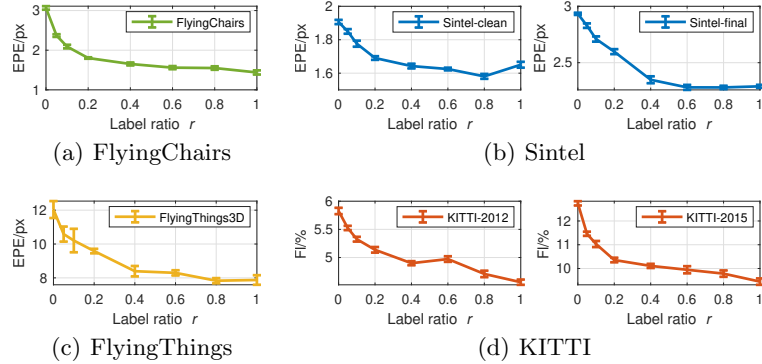 FlyingChairs
EPE/px
3
2
1
0 0.2 0.4 0.6 0.8 1
Label ratio r
(a) FlyingChairs
Sintel-clean
EPE/px
2
1.8
1.6
0 0.2 0.4 0.6 0.8 1
Label ratio r
Sintel-final
EPE/px
3
2.5
0 0.2 0.4 0.6 0.8 1
Label ratio r
(b) Sintel
FlyingThings3D
EPE/px
12
10
8
0 0.2 0.4 0.6 0.8 1
Label ratio r
(c) FlyingThings
KITTI-2012
Fl/%
6
5.5
5
0 0.2 0.4 0.6 0.8 1
Label ratio r
KITTI-2015
Fl/%
12
10
0 0.2 0.4 0.6 0.8 1
Label ratio r
(d) KITTI